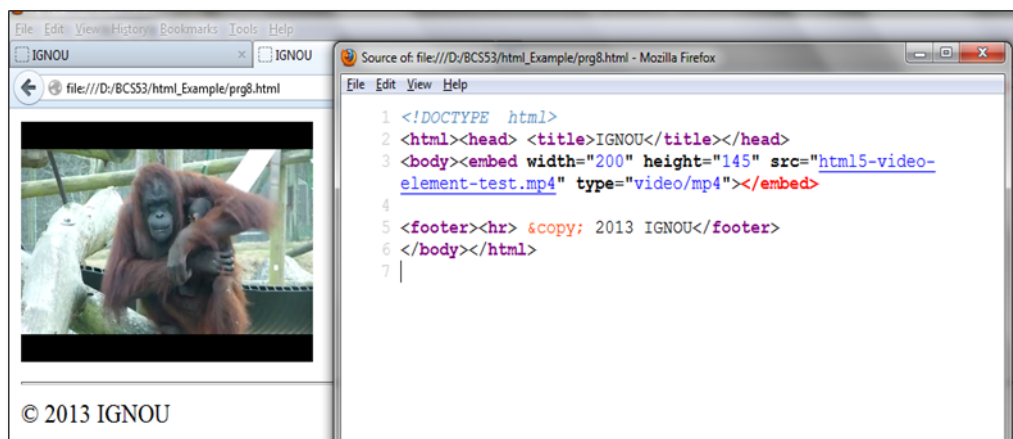 File Edit View History Bookmarks Tools Help
IGNOU × IGNOU
file:///D:/BCS53/html_Example/prg8.html
© 2013 IGNOU
Source of: file:///D:/BCS53/html_Example/prg8.html - Mozilla Firefox
File Edit View Help
1 <!DOCTYPE html>
2 <html><head> <title>IGNOU</title></head>
3 <body><embed width="200" height="145" src="html5-video-
element-test.mp4" type="video/mp4"></embed>
4
5 <footer><hr> &copy; 2013 IGNOU</footer>
6 </body></html>
7